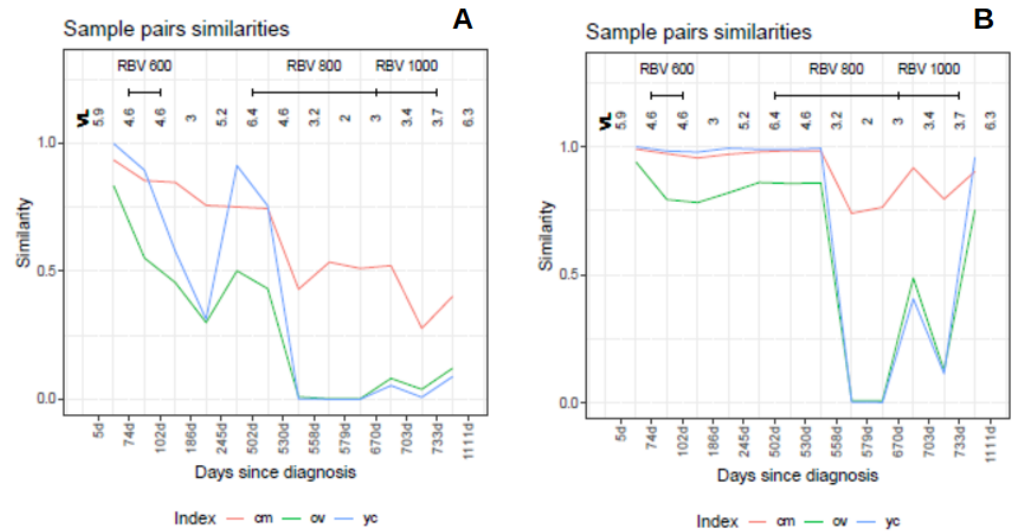 A
Sample pairs similarities
RBV 600 RBV 800 RBV 1000
VL 5.9 4.6 4.6 3 5.2 6.4 4.6 3.2 2 3 3.4 3.7 6.3
1.0
0.5
0.0
Similarity
5d 74d 102d 186d 245d 502d 530d 558d 579d 670d 703d 733d 1111d
Days since diagnosis
Index cm ov yc
B
Sample pairs similarities
RBV 600 RBV 800 RBV 1000
VL 5.9 4.6 4.6 3 5.2 6.4 4.6 3.2 2 3 3.4 3.7 6.3
1.0
0.5
0.0
Similarity
5d 74d 102d 186d 245d 502d 530d 558d 579d 670d 703d 733d 1111d
Days since diagnosis
Index cm ov yc